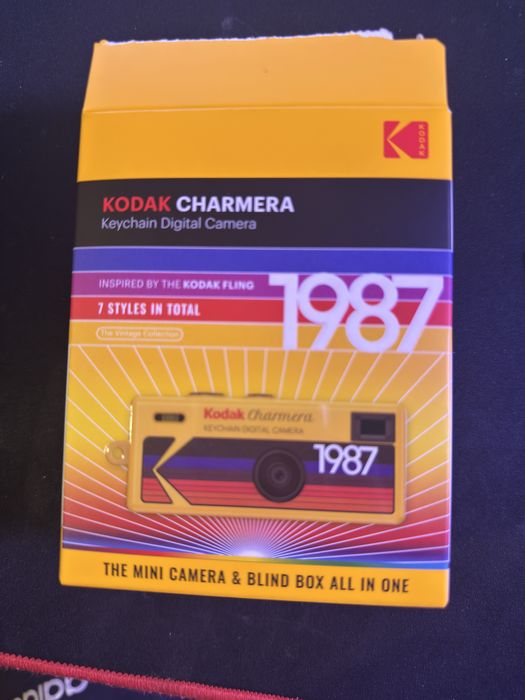 KODAK
KODAK CHARMERA
Keychain Digital Camera
INSPIRED BY THE KODAK FLING
1987
7 STYLES IN TOTAL
The Vintage Collection
Kodak Charmera
KEYCHAIN DIGITAL CAMERA
1987
THE MINI CAMERA & BLIND BOX ALL IN ONE